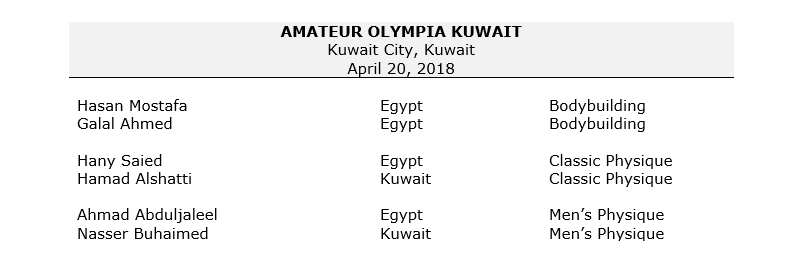 AMATEUR OLYMPIA KUWAIT
Kuwait City, Kuwait
April 20, 2018
Hasan Mostafa Egypt Bodybuilding
Galal Ahmed Egypt Bodybuilding
Hany Saied Egypt Classic Physique
Hamad Alshatti Kuwait Classic Physique
Ahmad Abduljaleel Egypt Men’s Physique
Nasser Buhaimed Kuwait Men’s Physique